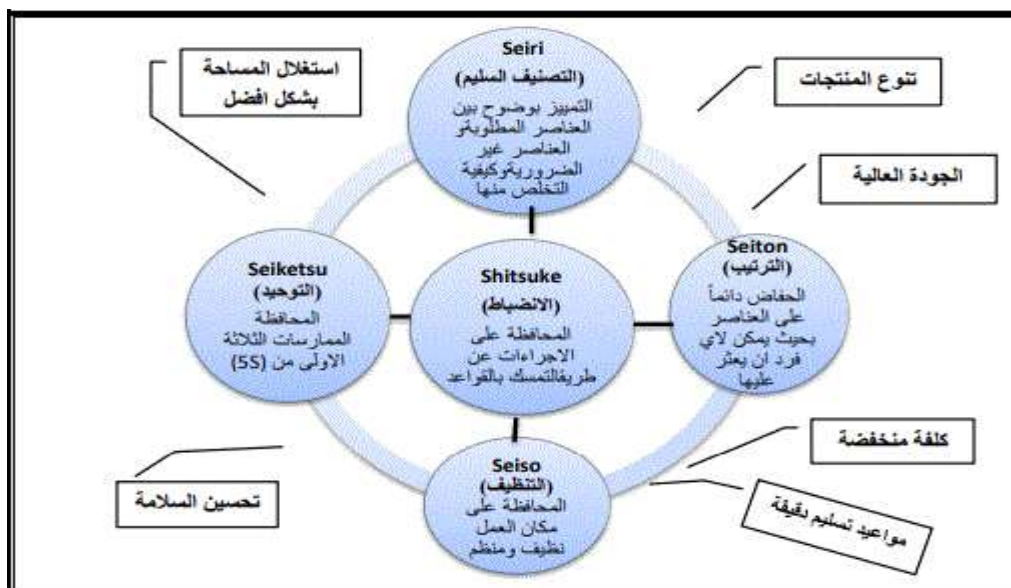 Seiri
(التصنيف السليم)
التمييز بوضوح بين
العناصر المطلوبةو
العناصر غير
الضروريةوكيفية
التخلص منها
استغلال المساحة
بشكل افضل
تنوع المنتجات
الجودة العالية
Seiton
(الترتيب)
الحفاض دائماً
على العناصر
بحيث يمكن لاي
فرد ان يعثر
عليها
Shitsuke
(الانضباط)
المحافظة على
الاجراءات عن
طريقالتمسك بالقواعد
Seiketsu
(التوحيد)
المحافظة
الممارسات الثلاثة
الاولى من (5S)
Seiso
(التنظيف)
المحافظة على
مكان العمل
نظيف ومنظم
كلفة منخفضة
مواعيد تسليم دقيقة
تحسين السلامة